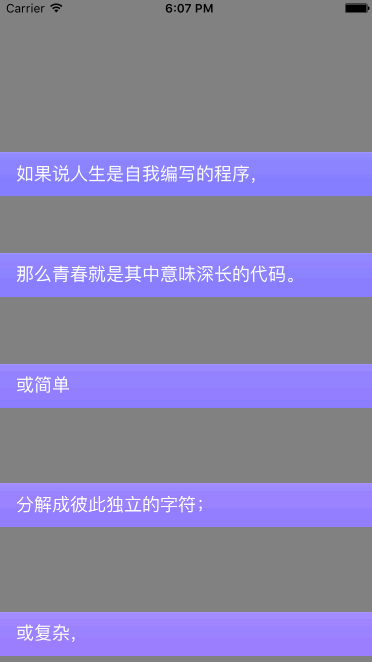 Carrier 6:07 PM
如果说人生是自我编写的程序，
那么青春就是其中意味深长的代码。
或简单
分解成彼此独立的字符；
或复杂，